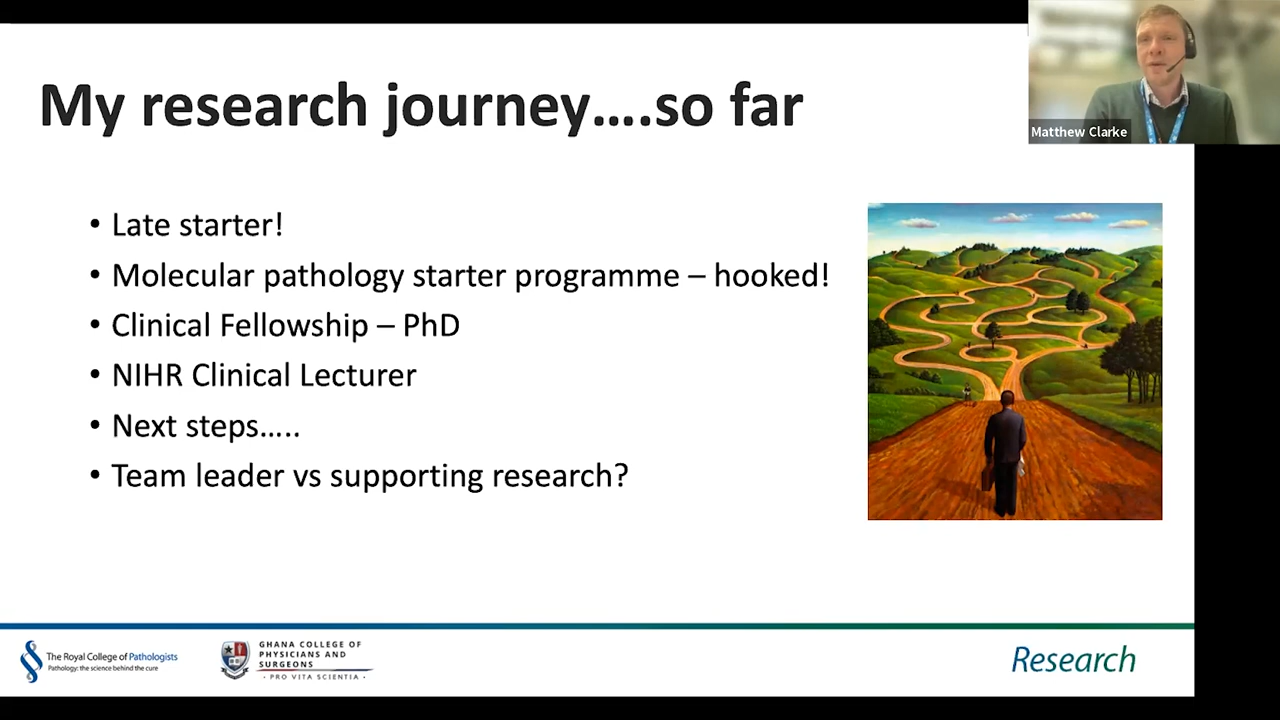 My research journey....so far
Matthew Clarke
• Late starter!
• Molecular pathology starter programme – hooked!
• Clinical Fellowship – PhD
• NIHR Clinical Lecturer
• Next steps.....
• Team leader vs supporting research?
The Royal College of Pathologists
Pathology: the science behind the cure
GHANA COLLEGE OF
PHYSICIANS AND
SURGEONS
• PRO VITA SCIENTIA •
Research